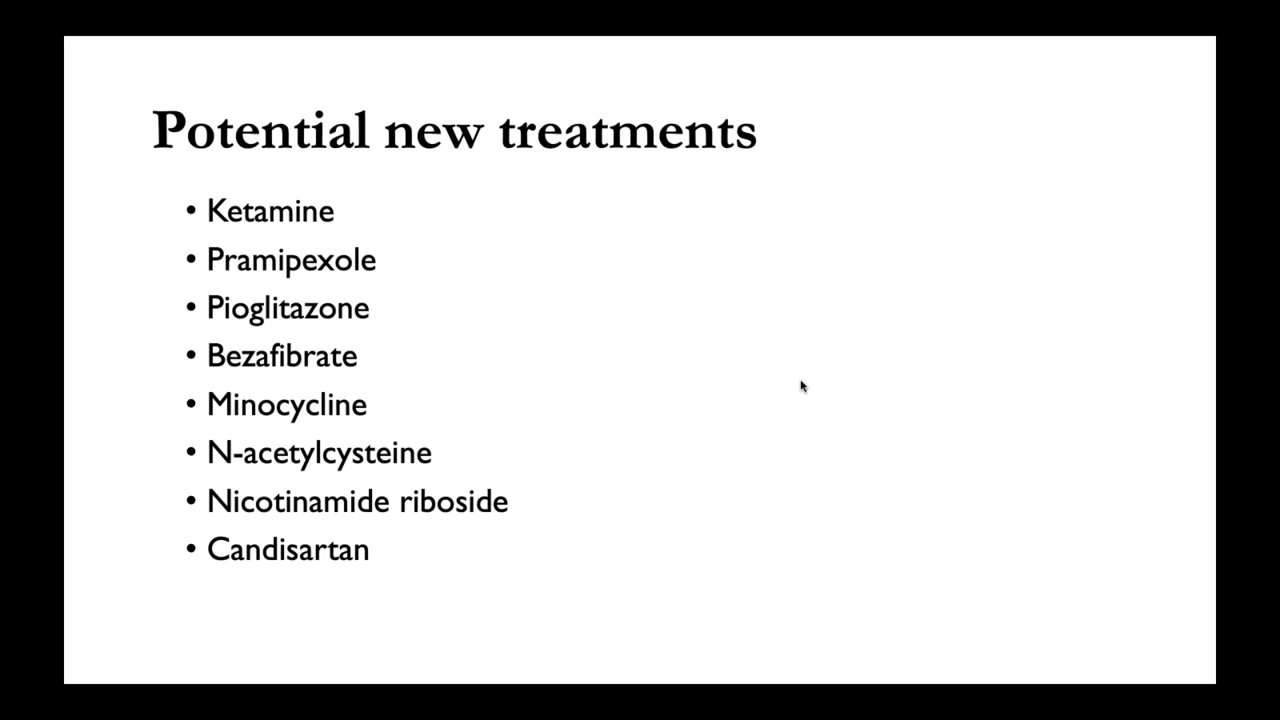 Potential new treatments
• Ketamine
• Pramipexole
• Pioglitazone
• Bezafibrate
• Minocycline
• N-acetylcysteine
• Nicotinamide riboside
• Candisartan